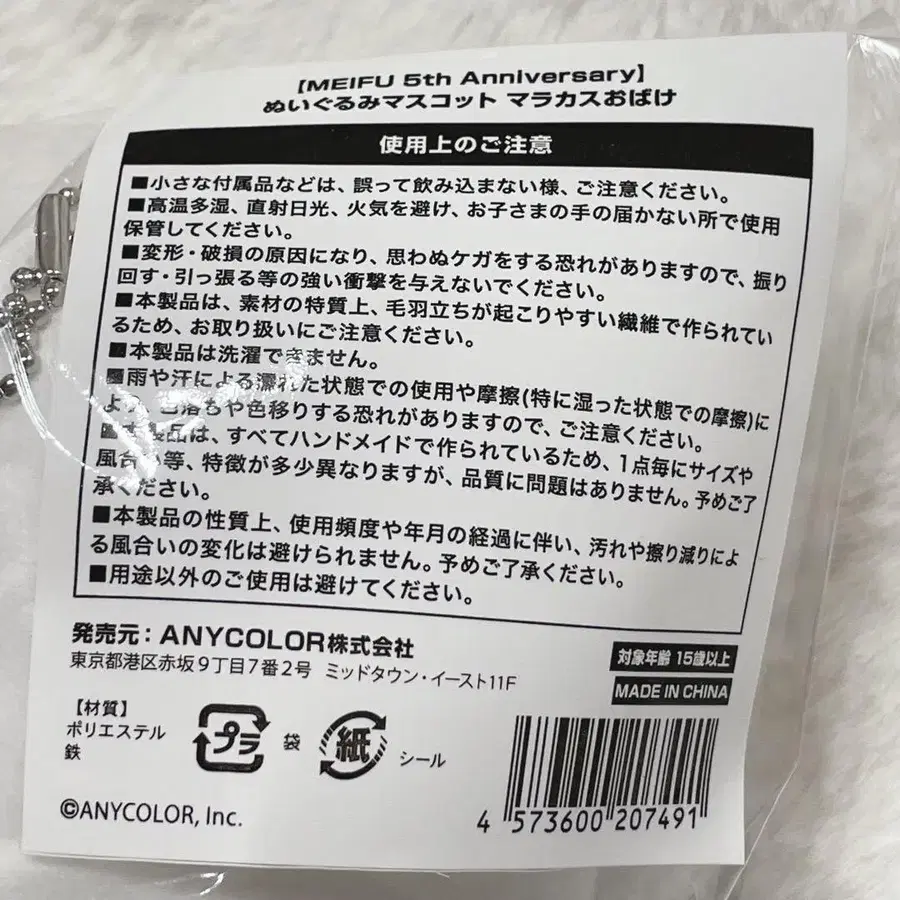 【MEIFU 5th Anniversary】
ぬいぐるみマスコット マラカスおばけ
使用上のご注意
■小さな付属品などは、誤って飲み込まない様、ご注意ください。
■高温多湿、直射日光、火気を避け、お子さまの手の届かない所で使用
保管してください。
■変形・破損の原因になり、思わぬケガをする恐れがありますので、振り
回す・引っ張る等の強い衝撃を与えないでください。
■本製品は、素材の特質上、毛羽立ちが起こりやすい繊維で作られてい
るため、お取り扱いにご注意ください。
■本製品は洗濯できません。
■雨や汗による濡れた状態での使用や摩擦(特に湿った状態での摩擦)に
より、色落ちや色移りする恐れがありますので、ご注意ください。
■本製品は、すべてハンドメイドで作られているため、1点毎にサイズや
風合い等、特徴が多少異なりますが、品質に問題はありません。予めご了
承ください。
■本製品の性質上、使用頻度や年月の経過に伴い、汚れや擦り減りによ
る風合いの変化は避けられません。予めご了承ください。
■用途以外のご使用は避けてください。
発売元：ANYCOLOR株式会社
東京都港区赤坂9丁目7番2号 ミッドタウン・イースト11F
対象年齢 15歳以上
MADE IN CHINA
【材質】
ポリエステル
鉄
プラ 袋 紙 シール
©ANYCOLOR, Inc.
4 573600 207491